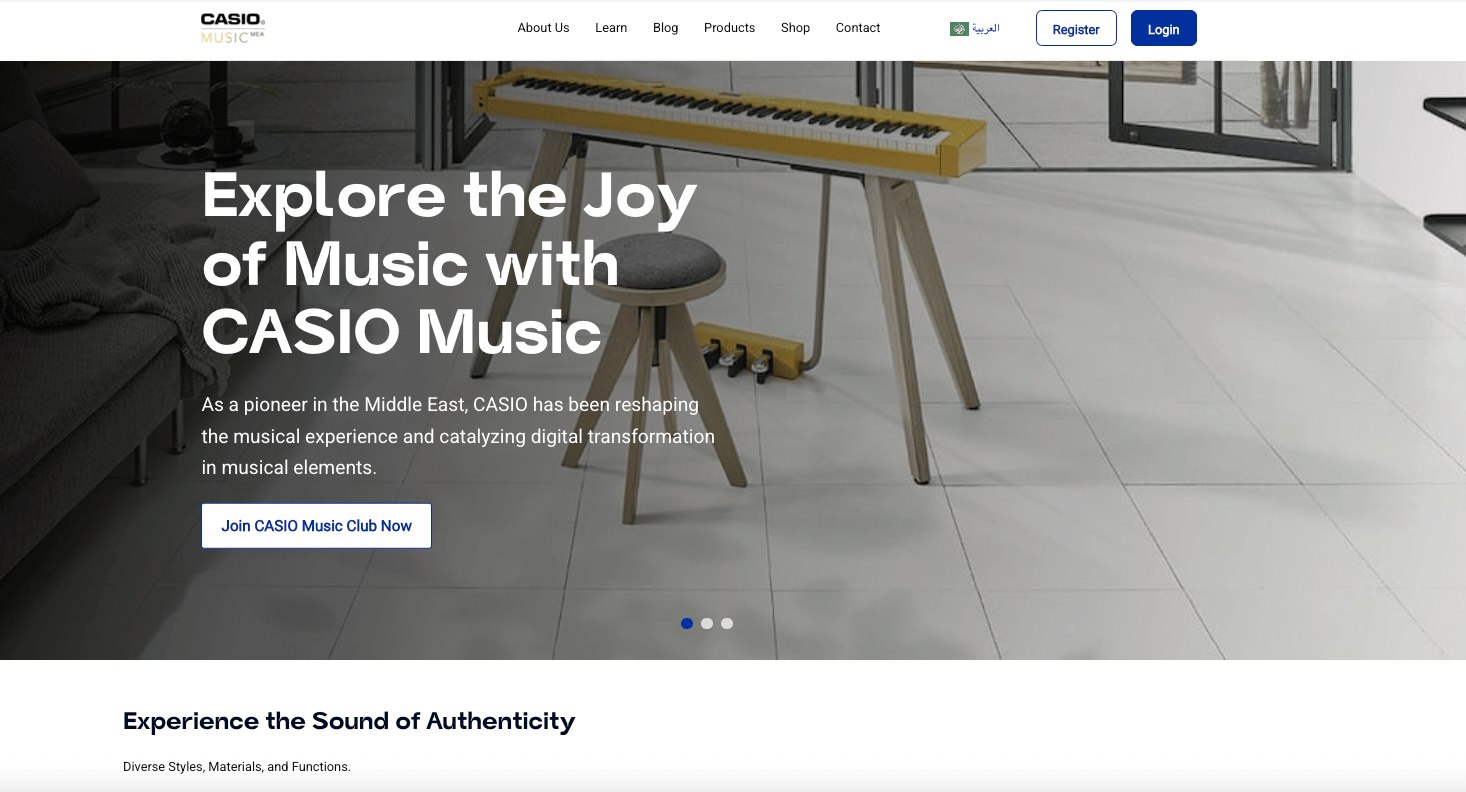 CASIO®
MUSIC MEA
About Us
Learn
Blog
Products
Shop
Contact
العربية
Register
Login
Explore the Joy
of Music with
CASIO Music
As a pioneer in the Middle East, CASIO has been reshaping
the musical experience and catalyzing digital transformation
in musical elements.
Join CASIO Music Club Now
Experience the Sound of Authenticity
Diverse Styles, Materials, and Functions.